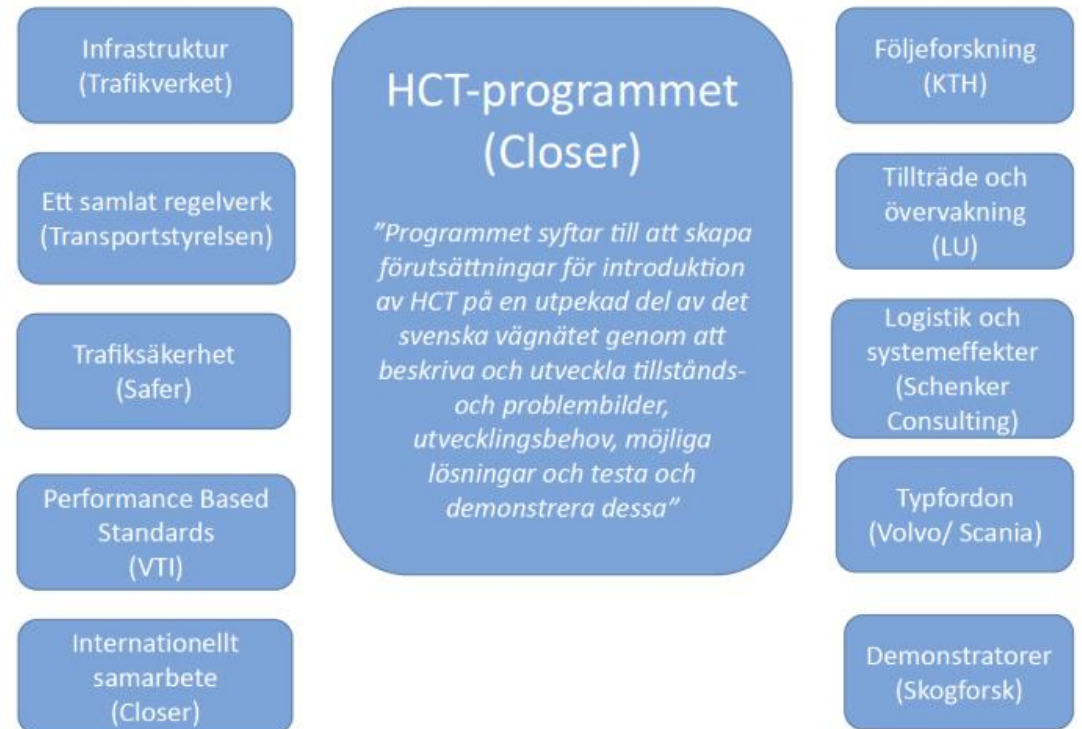 Infrastruktur
(Trafikverket)
Ett samlat regelverk
(Transportstyrelsen)
Trafiksäkerhet
(Safer)
Performance Based
Standards
(VTI)
Internationellt
samarbete
(Closer)
HCT-programmet
(Closer)
"Programmet syftar till att skapa
förutsättningar för introduktion
av HCT på en utpekad del av det
svenska vägnätet genom att
beskriva och utveckla tillstånds-
och problembilder,
utvecklingsbehov, möjliga
lösningar och testa och
demonstrera dessa"
Följeforskning
(KTH)
Tillträde och
övervakning
(LU)
Logistik och
systemeffekter
(Schenker
Consulting)
Typfordon
(Volvo/ Scania)
Demonstratorer
(Skogforsk)